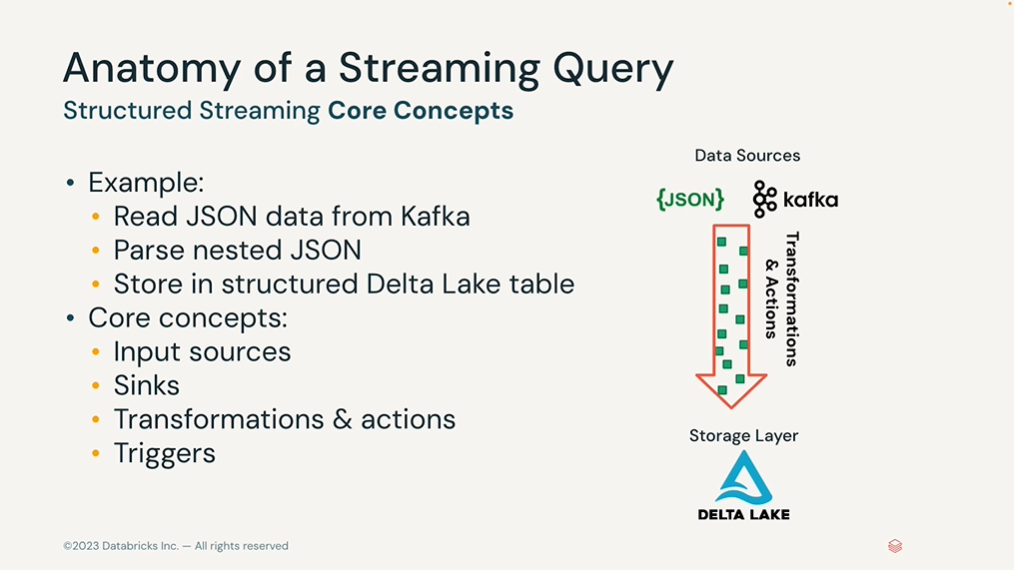 Anatomy of a Streaming Query
Structured Streaming Core Concepts
• Example:
• Read JSON data from Kafka
• Parse nested JSON
• Store in structured Delta Lake table
• Core concepts:
• Input sources
• Sinks
• Transformations & actions
• Triggers
Data Sources
{JSON}
kafka
Transformations
& Actions
Storage Layer
DELTA LAKE
©2023 Databricks Inc. — All rights reserved